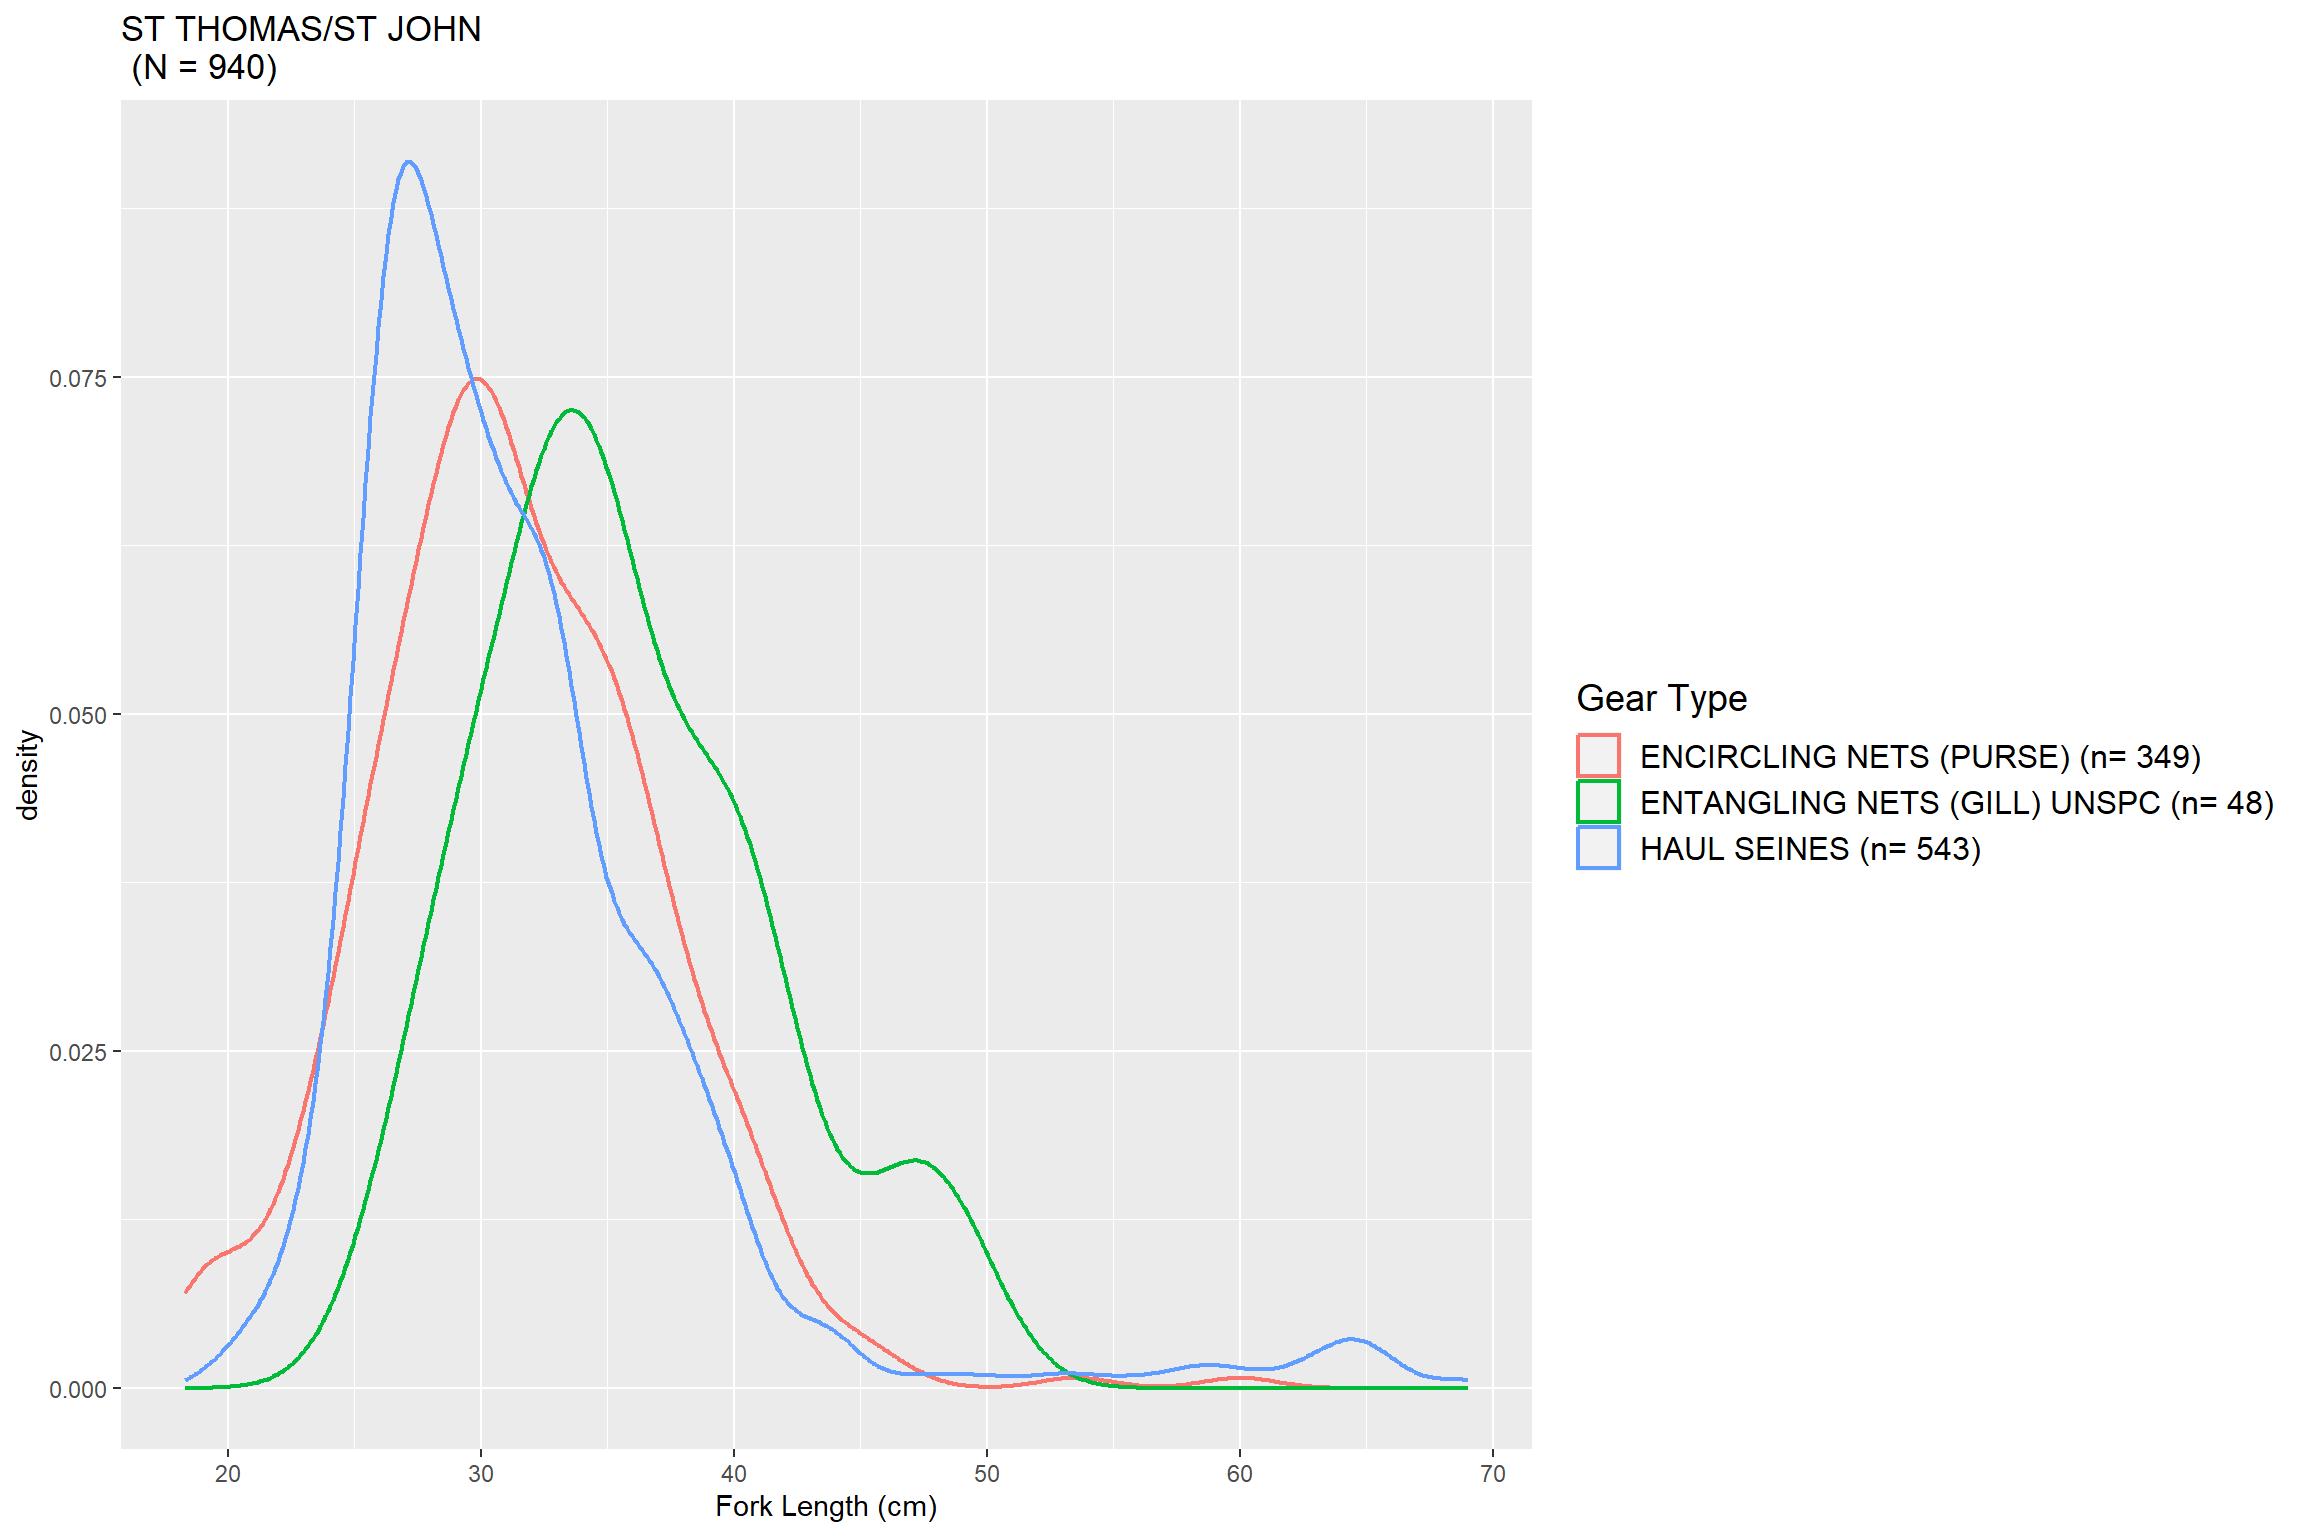 ST THOMAS/ST JOHN
(N = 940)
density
0.075
0.050
0.025
0.000
20 30 40 50 60 70
Fork Length (cm)
Gear Type
ENCIRCLING NETS (PURSE) (n= 349)
ENTANGLING NETS (GILL) UNSPC (n= 48)
HAUL SEINES (n= 543)